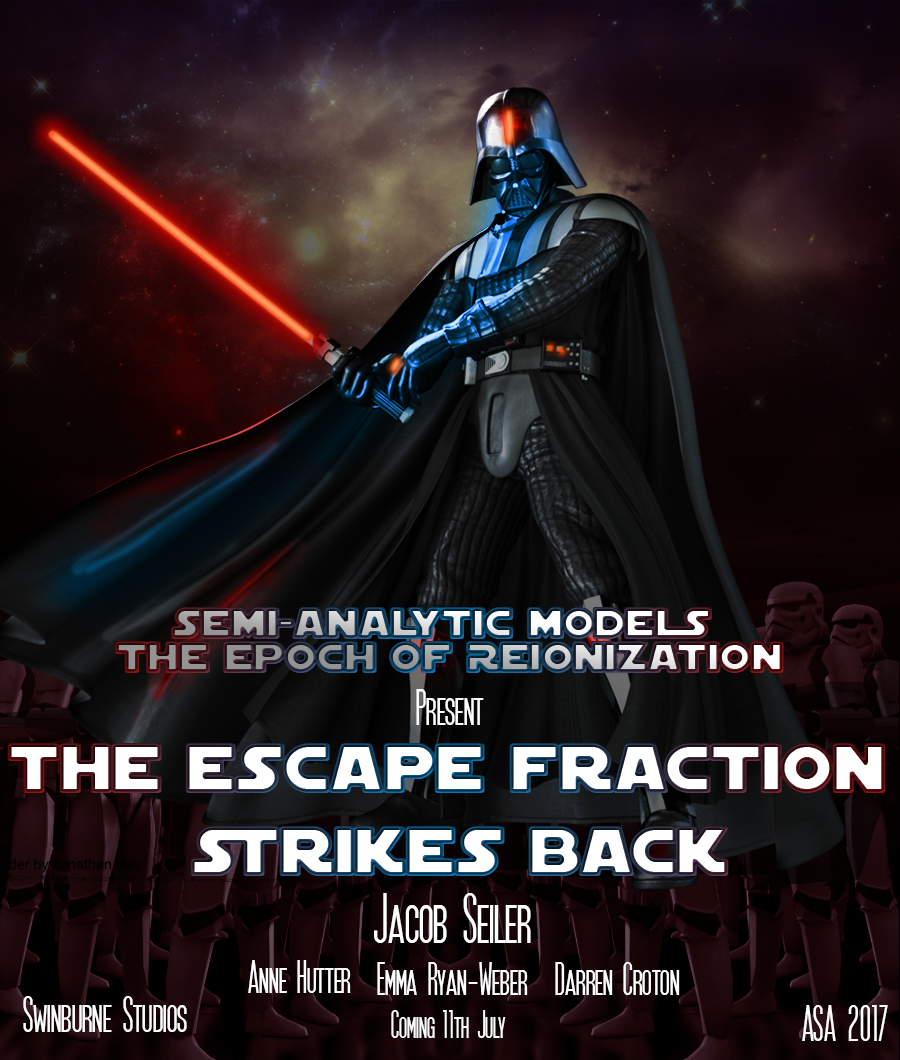 SEMI-ANALYTIC MODELS
THE EPOCH OF REIONIZATION
PRESENT
THE ESCAPE FRACTION
STRIKES BACK
JACOB SEILER
ANNE HUTTER EMMA RYAN-WEBER DARREN CROTON
SWINBURNE STUDIOS COMING 11TH JULY ASA 2017